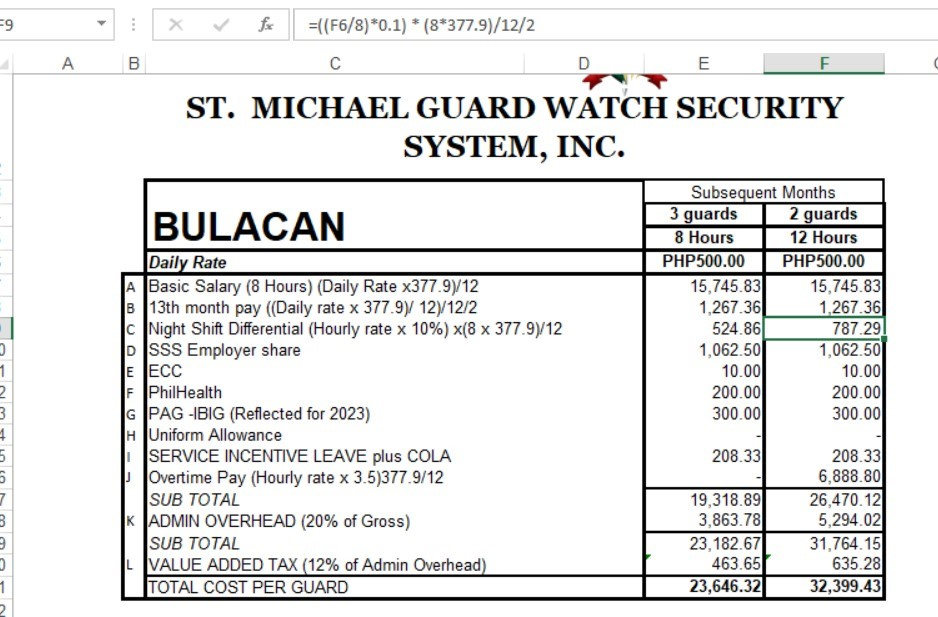 F9 =((F6/8)*0.1) * (8*377.9)/12/2
A B C D E F
ST. MICHAEL GUARD WATCH SECURITY
SYSTEM, INC.
Subsequent Months
BULACAN 3 guards 2 guards
8 Hours 12 Hours
Daily Rate PHP500.00 PHP500.00
A Basic Salary (8 Hours) (Daily Rate x377.9)/12 15,745.83 15,745.83
B 13th month pay ((Daily rate x 377.9)/ 12)/12/2 1,267.36 1,267.36
C Night Shift Differential (Hourly rate x 10%) x(8 x 377.9)/12 524.86 787.29
D SSS Employer share 1,062.50 1,062.50
E ECC 10.00 10.00
F PhilHealth 200.00 200.00
G PAG -IBIG (Reflected for 2023) 300.00 300.00
H Uniform Allowance - -
I SERVICE INCENTIVE LEAVE plus COLA 208.33 208.33
J Overtime Pay (Hourly rate x 3.5)377.9/12 - 6,888.80
SUB TOTAL 19,318.89 26,470.12
K ADMIN OVERHEAD (20% of Gross) 3,863.78 5,294.02
SUB TOTAL 23,182.67 31,764.15
L VALUE ADDED TAX (12% of Admin Overhead) 463.65 635.28
TOTAL COST PER GUARD 23,646.32 32,399.43